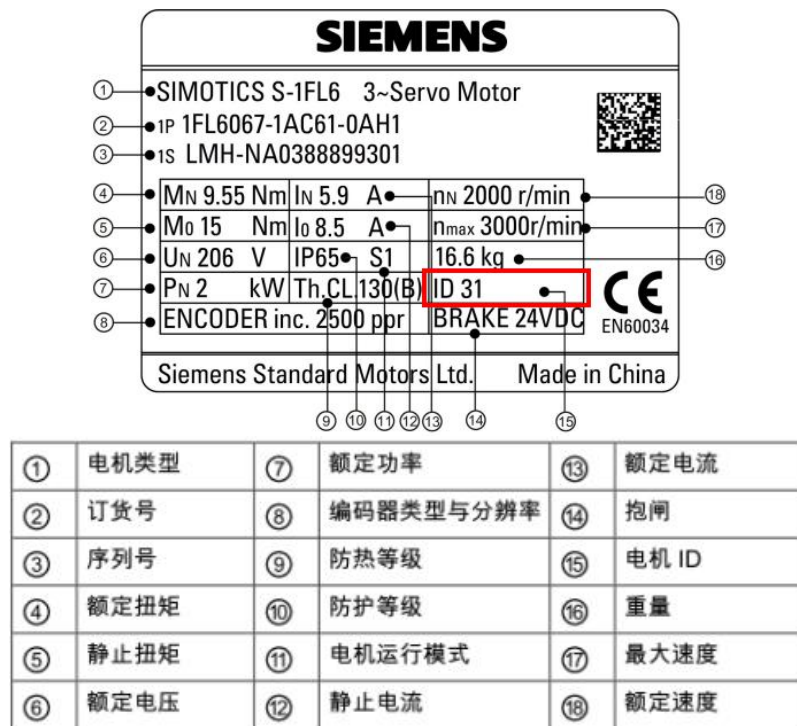 SIEMENS
① SIMOTICS S-1FL6 3~Servo Motor
② 1P 1FL6067-1AC61-0AH1
③ 1S LMH-NA0388899301
④ MN 9.55 Nm IN 5.9 A nN 2000 r/min ⑱
⑤ M0 15 Nm I0 8.5 A nmax 3000r/min ⑰
⑥ UN 206 V IP65 S1 16.6 kg ⑯
⑦ PN 2 kW Th.CL.130(B) ID 31
⑧ ENCODER inc. 2500 ppr BRAKE 24VDC
CE
EN60034
Siemens Standard Motors Ltd. Made in China
⑨ ⑩ ⑪ ⑫ ⑬ ⑭ ⑮
① 电机类型 ⑦ 额定功率 ⑬ 额定电流
② 订货号 ⑧ 编码器类型与分辨率 ⑭ 抱闸
③ 序列号 ⑨ 防热等级 ⑮ 电机 ID
④ 额定扭矩 ⑩ 防护等级 ⑯ 重量
⑤ 静止扭矩 ⑪ 电机运行模式 ⑰ 最大速度
⑥ 额定电压 ⑫ 静止电流 ⑱ 额定速度